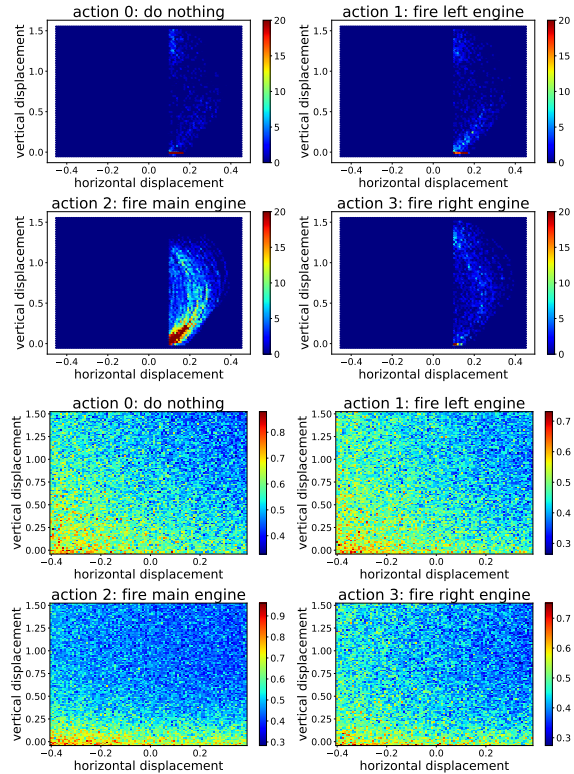 action 0: do nothing
vertical displacement
1.5
1.0
0.5
0.0
−0.4 −0.2 0.0 0.2 0.4
horizontal displacement
20
15
10
5
0
action 1: fire left engine
vertical displacement
1.5
1.0
0.5
0.0
−0.4 −0.2 0.0 0.2 0.4
horizontal displacement
20
15
10
5
0
action 2: fire main engine
vertical displacement
1.5
1.0
0.5
0.0
−0.4 −0.2 0.0 0.2 0.4
horizontal displacement
20
15
10
5
0
action 3: fire right engine
vertical displacement
1.5
1.0
0.5
0.0
−0.4 −0.2 0.0 0.2 0.4
horizontal displacement
20
15
10
5
0
action 0: do nothing
vertical displacement
1.50
1.25
1.00
0.75
0.50
0.25
0.00
−0.4 −0.2 0.0 0.2
horizontal displacement
0.8
0.7
0.6
0.5
0.4
action 1: fire left engine
vertical displacement
1.50
1.25
1.00
0.75
0.50
0.25
0.00
−0.4 −0.2 0.0 0.2
horizontal displacement
0.7
0.6
0.5
0.4
0.3
action 2: fire main engine
vertical displacement
1.50
1.25
1.00
0.75
0.50
0.25
0.00
−0.4 −0.2 0.0 0.2
horizontal displacement
0.9
0.8
0.7
0.6
0.5
0.4
0.3
action 3: fire right engine
vertical displacement
1.50
1.25
1.00
0.75
0.50
0.25
0.00
−0.4 −0.2 0.0 0.2
horizontal displacement
0.7
0.6
0.5
0.4
0.3